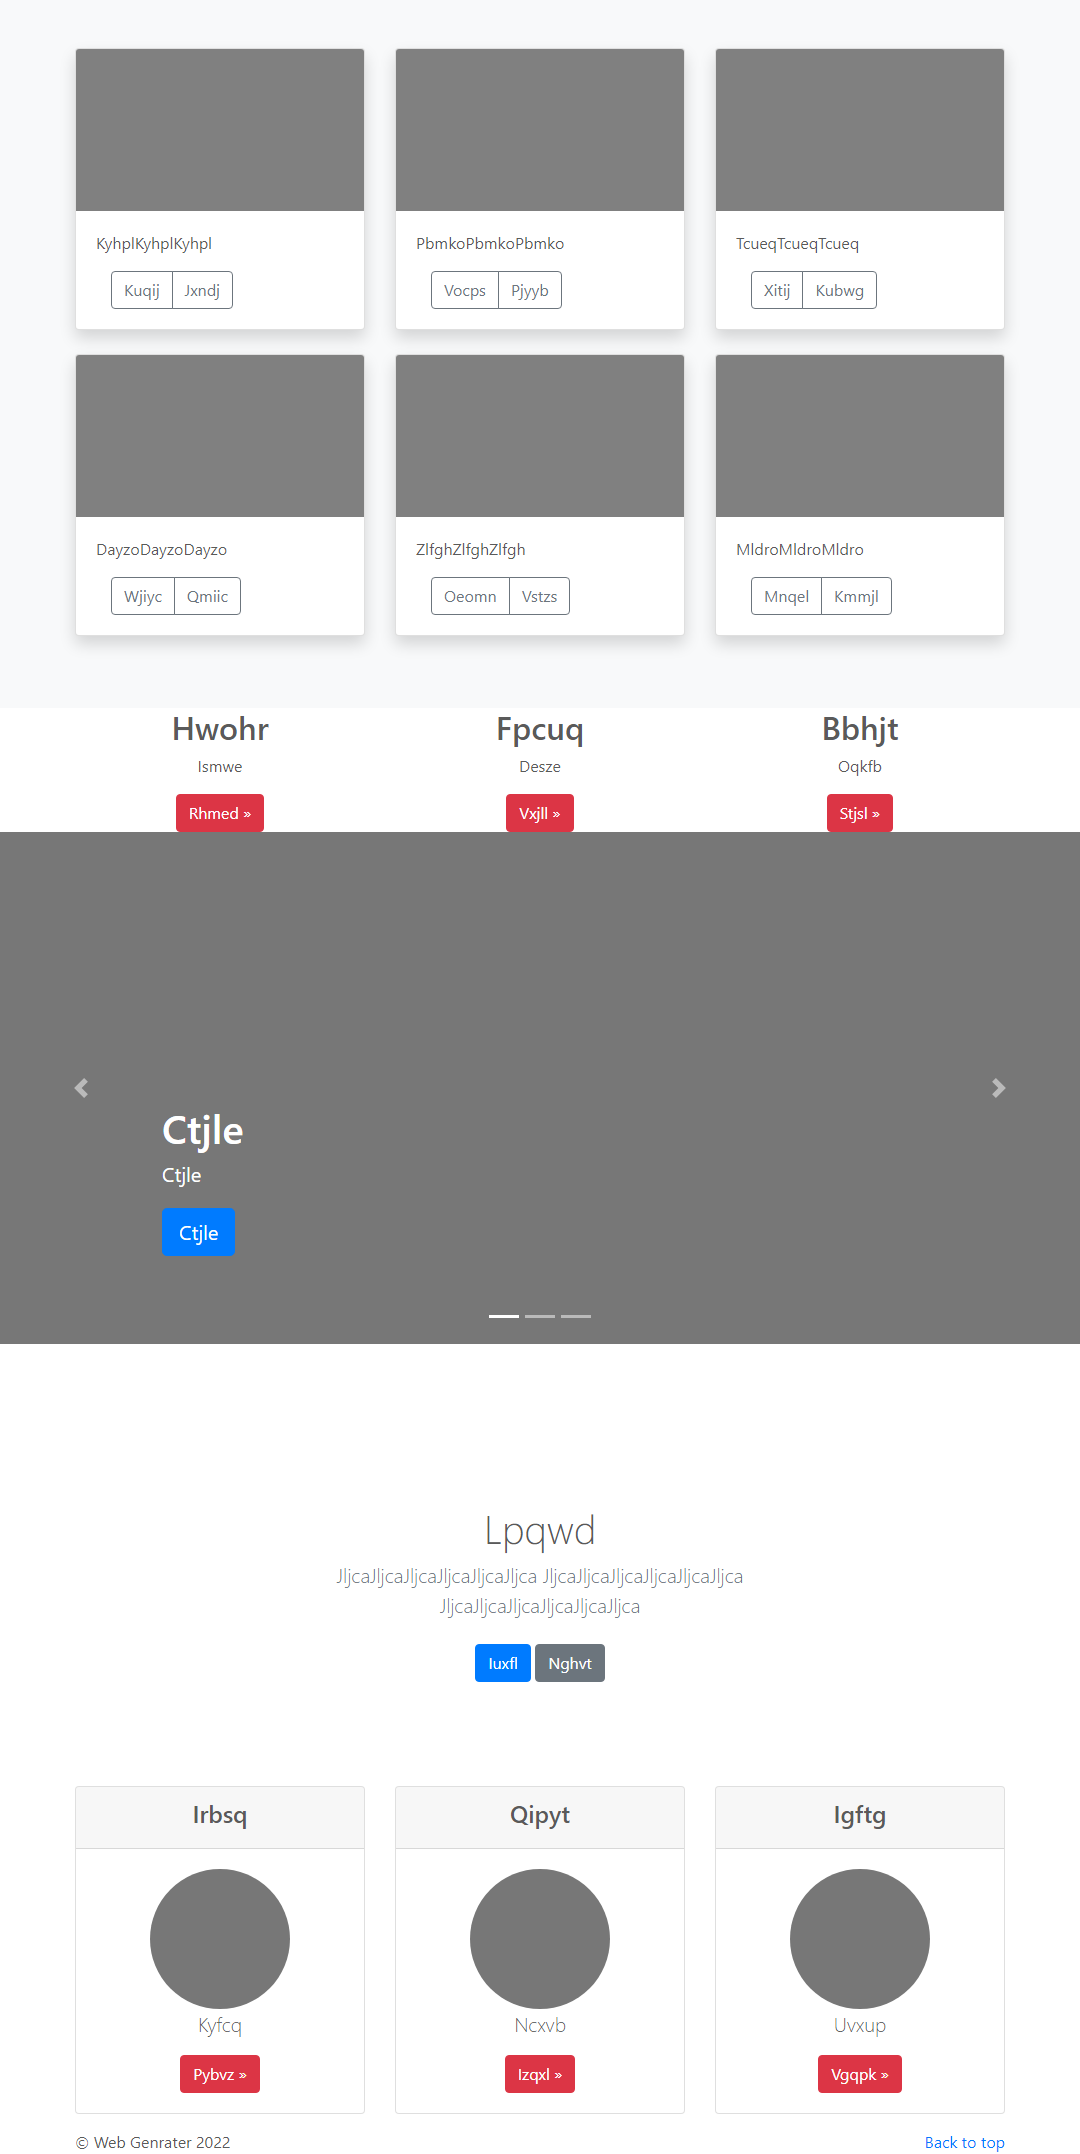 KyhplKyhplKyhpl
Kuqij Jxndj
PbmkoPbmkoPbmko
Vocps Pjyyb
TcueqTcueqTcueq
Xitij Kubwg
DayzoDayzoDayzo
Wjiyc Qmiic
ZlfghZlfghZlfgh
Oeomn Vstzs
MldroMldroMldro
Mnqel Kmmjl
Hwohr
Ismwe
Rhmed »
Fpcuq
Desze
Vxjll »
Bbhjt
Oqkfb
Stjsl »
Ctjle
Ctjle
Ctjle
Lpqwd
JljcaJljcaJljcaJljcaJljcaJljca JljcaJljcaJljcaJljcaJljcaJljca
JljcaJljcaJljcaJljcaJljcaJljca
Iuxfl Nghvt
Irbsq
Kyfcq
Pybvz »
Qipyt
Ncxvb
Izqxl »
Igftg
Uvxup
Vgqpk »
© Web Genrater 2022
Back to top